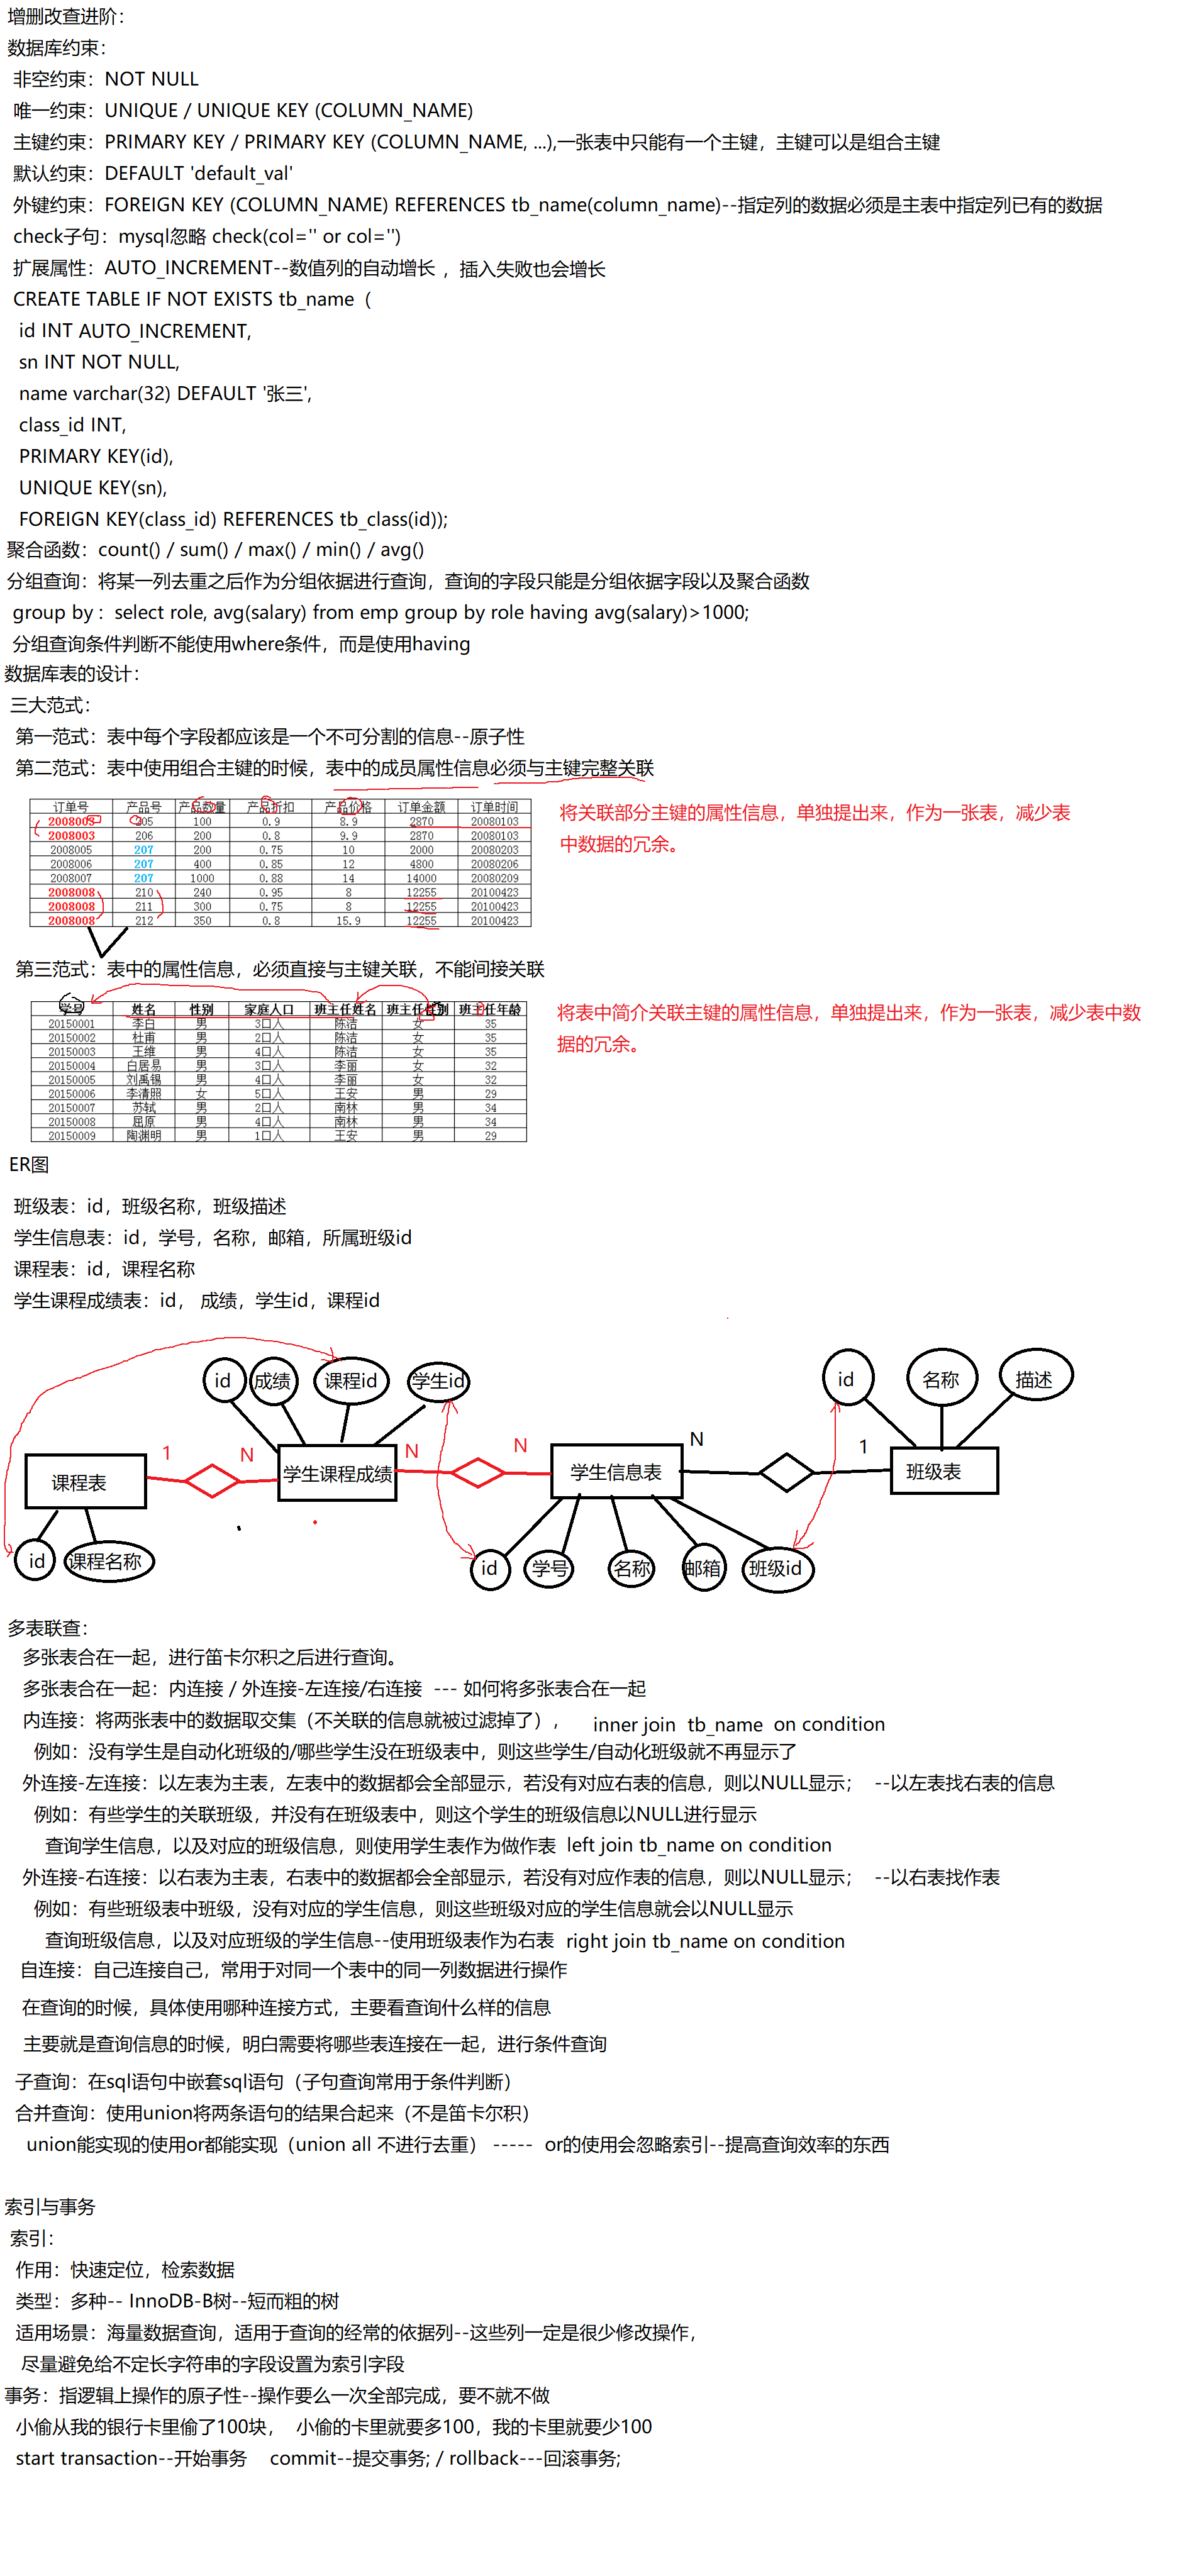 增删改查进阶：
数据库约束：
非空约束：NOT NULL
唯一约束：UNIQUE / UNIQUE KEY (COLUMN_NAME)
主键约束：PRIMARY KEY / PRIMARY KEY (COLUMN_NAME, ...),一张表中只能有一个主键，主键可以是组合主键
默认约束：DEFAULT 'default_val'
外键约束：FOREIGN KEY (COLUMN_NAME) REFERENCES tb_name(column_name)--指定列的数据必须是主表中指定列已有的数据
check子句：mysql忽略 check(col='' or col='')
扩展属性：AUTO_INCREMENT--数值列的自动增长，插入失败也会增长
CREATE TABLE IF NOT EXISTS tb_name（
id INT AUTO_INCREMENT,
sn INT NOT NULL,
name varchar(32) DEFAULT '张三',
class_id INT,
PRIMARY KEY(id),
UNIQUE KEY(sn),
FOREIGN KEY(class_id) REFERENCES tb_class(id));
聚合函数：count() / sum() / max() / min() / avg()
分组查询：将某一列去重之后作为分组依据进行查询，查询的字段只能是分组依据字段以及聚合函数
group by：select role, avg(salary) from emp group by role having avg(salary)>1000;
分组查询条件判断不能使用where条件，而是使用having
数据库表的设计：
三大范式：
第一范式：表中每个字段都应该是一个不可分割的信息--原子性
第二范式：表中使用组合主键的时候，表中的成员属性信息必须与主键完整关联
订单号 产品号 产品数量 产品折扣 产品价格 订单金额 订单时间
2008003 205 100 0.9 8.9 2870 20080103
2008003 206 200 0.8 9.9 2870 20080103
2008005 207 200 0.75 10 2000 20080203
2008006 207 400 0.85 12 4800 20080206
2008007 207 1000 0.88 14 14000 20080209
2008008 210 240 0.95 8 12255 20100423
2008008 211 300 0.75 8 12255 20100423
2008008 212 350 0.8 15.9 12255 20100423
将关联部分主键的属性信息，单独提出来，作为一张表，减少表
中数据的冗余。
第三范式：表中的属性信息，必须直接与主键关联，不能间接关联
学号 姓名 性别 家庭人口 班主任姓名 班主任性别 班主任年龄
20150001 李白 男 3口人 陈洁 女 35
20150002 杜甫 男 2口人 陈洁 女 35
20150003 王维 男 4口人 陈洁 女 35
20150004 白居易 男 3口人 李丽 女 32
20150005 刘禹锡 男 4口人 李丽 女 32
20150006 李清照 女 5口人 王安 男 29
20150007 苏轼 男 2口人 南林 男 34
20150008 屈原 男 4口人 南林 男 34
20150009 陶渊明 男 1口人 王安 男 29
将表中简介关联主键的属性信息，单独提出来，作为一张表，减少表中数
据的冗余。
ER图
班级表：id，班级名称，班级描述
学生信息表：id，学号，名称，邮箱，所属班级id
课程表：id，课程名称
学生课程成绩表：id， 成绩，学生id，课程id
id 成绩 课程id 学生id id 名称 描述
1 N N N N 1
课程表 学生课程成绩 学生信息表 班级表
id 课程名称 id 学号 名称 邮箱 班级id
多表联查：
多张表合在一起，进行笛卡尔积之后进行查询。
多张表合在一起：内连接 / 外连接-左连接/右连接 --- 如何将多张表合在一起
内连接：将两张表中的数据取交集（不关联的信息就被过滤掉了）， inner join tb_name on condition
例如：没有学生是自动化班级的/哪些学生没在班级表中，则这些学生/自动化班级就不再显示了
外连接-左连接：以左表为主表，左表中的数据都会全部显示，若没有对应右表的信息，则以NULL显示； --以左表找右表的信息
例如：有些学生的关联班级，并没有在班级表中，则这个学生的班级信息以NULL进行显示
查询学生信息，以及对应的班级信息，则使用学生表作为做作表 left join tb_name on condition
外连接-右连接：以右表为主表，右表中的数据都会全部显示，若没有对应作表的信息，则以NULL显示； --以右表找作表
例如：有些班级表中班级，没有对应的学生信息，则这些班级对应的学生信息就会以NULL显示
查询班级信息，以及对应班级的学生信息--使用班级表作为右表 right join tb_name on condition
自连接：自己连接自己，常用于对同一个表中的同一列数据进行操作
在查询的时候，具体使用哪种连接方式，主要看查询什么样的信息
主要就是查询信息的时候，明白需要将哪些表连接在一起，进行条件查询
子查询：在sql语句中嵌套sql语句（子句查询常用于条件判断）
合并查询：使用union将两条语句的结果合起来（不是笛卡尔积）
union能实现的使用or都能实现（union all 不进行去重） ----- or的使用会忽略索引--提高查询效率的东西
索引与事务
索引：
作用：快速定位，检索数据
类型：多种-- InnoDB-B树--短而粗的树
适用场景：海量数据查询，适用于查询的经常的依据列--这些列一定是很少修改操作，
尽量避免给不定长字符串的字段设置为索引字段
事务：指逻辑上操作的原子性--操作要么一次全部完成，要不就不做
小偷从我的银行卡里偷了100块， 小偷的卡里就要多100，我的卡里就要少100
start transaction--开始事务 commit--提交事务; / rollback---回滚事务;